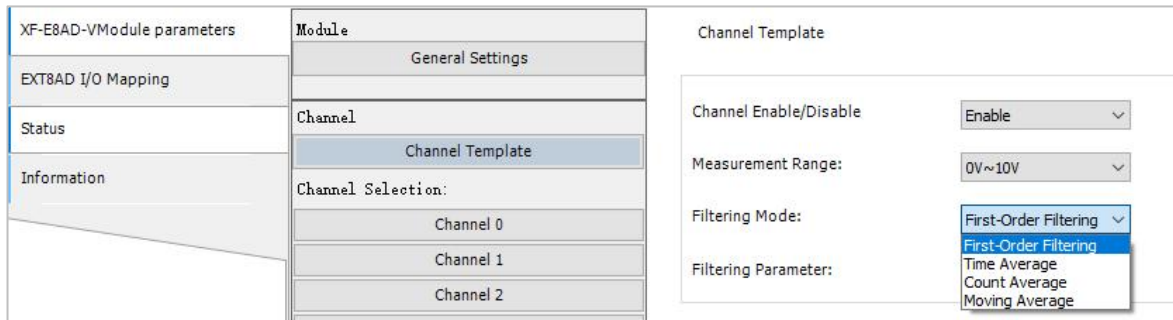 XF-E8AD-VModule parameters
EXT8AD I/O Mapping
Status
Information
Module
General Settings
Channel
Channel Template
Channel Selection:
Channel 0
Channel 1
Channel 2
Channel Template
Channel Enable/Disable
Enable
Measurement Range:
0V~10V
Filtering Mode:
First-Order Filtering
First-Order Filtering
Time Average
Count Average
Moving Average
Filtering Parameter: